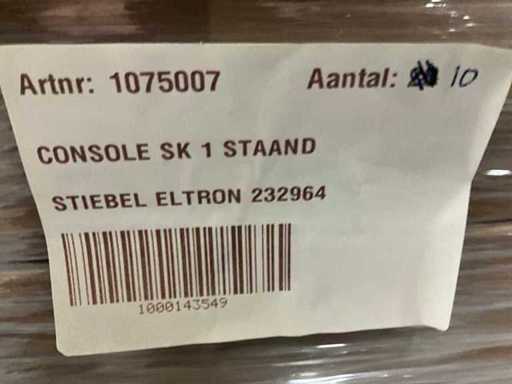 Artnr: 1075007 Aantal: 10
CONSOLE SK 1 STAAND
STIEBEL ELTRON 232964
1000143549